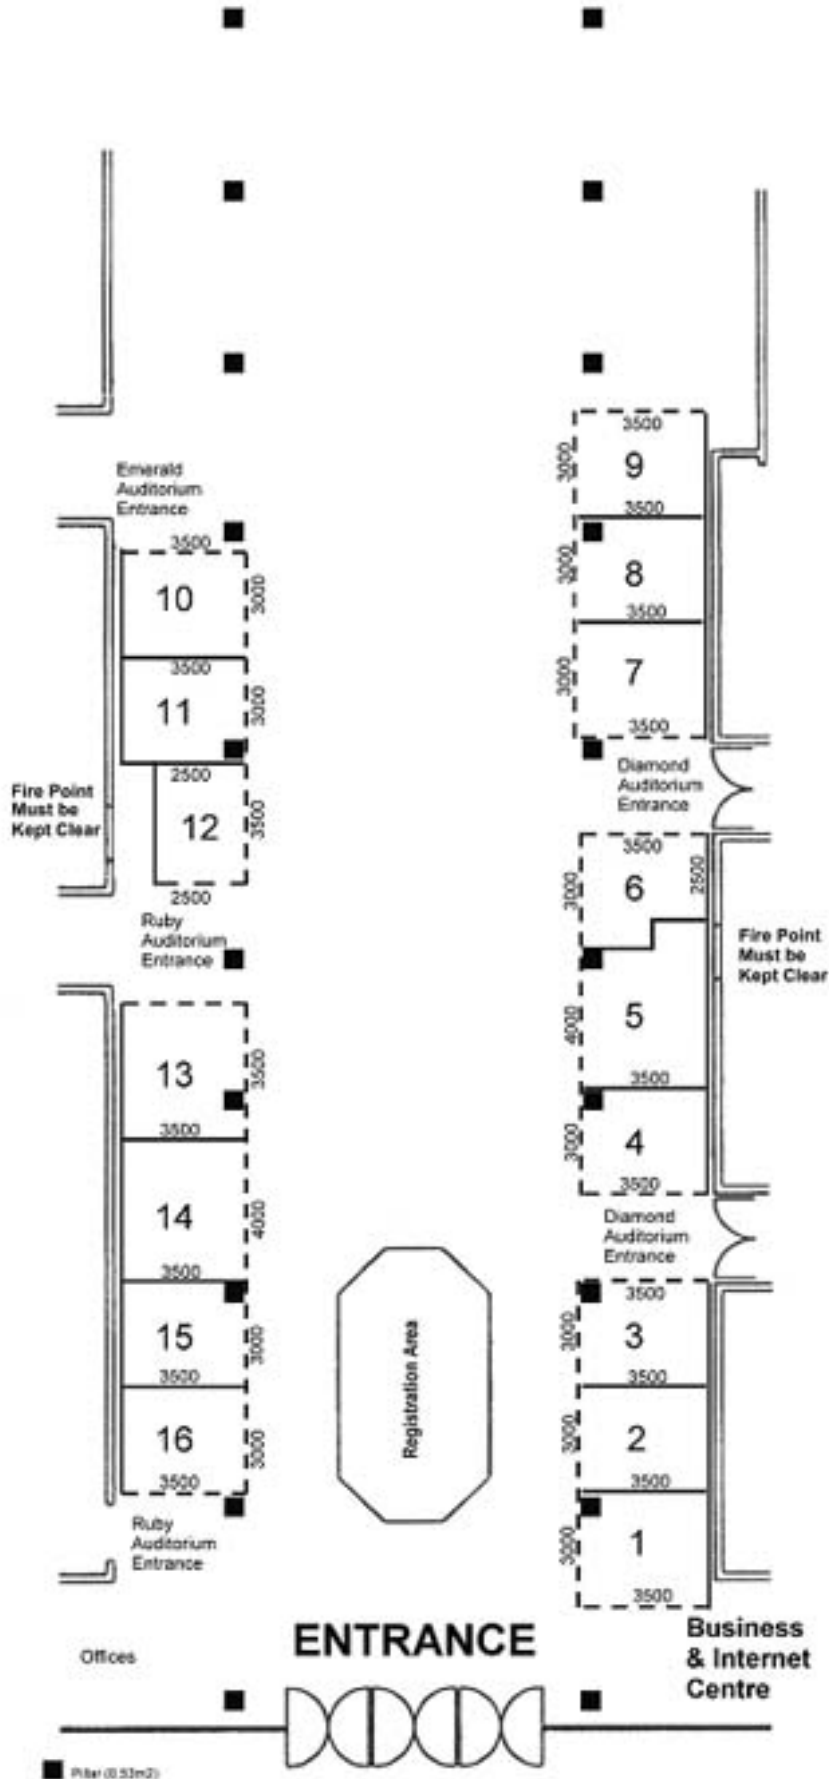 Emerald
Auditorium
Entrance
3500
10
3000
3500
11
3000
2500
12
3500
2500
Fire Point
Must be
Kept Clear
Ruby
Auditorium
Entrance
13
3500
3500
14
4000
3500
15
3000
3500
16
3000
3500
Ruby
Auditorium
Entrance
Offices
3500
9
3000
3500
8
3000
3500
7
3000
3500
Diamond
Auditorium
Entrance
3500
6
3000
2500
Fire Point
Must be
Kept Clear
5
4000
3500
4
3000
3500
Diamond
Auditorium
Entrance
3500
3
3000
3500
2
3000
3500
1
3000
3500
Registration Area
ENTRANCE
Business
& Internet
Centre
Pillar (0.53m2)